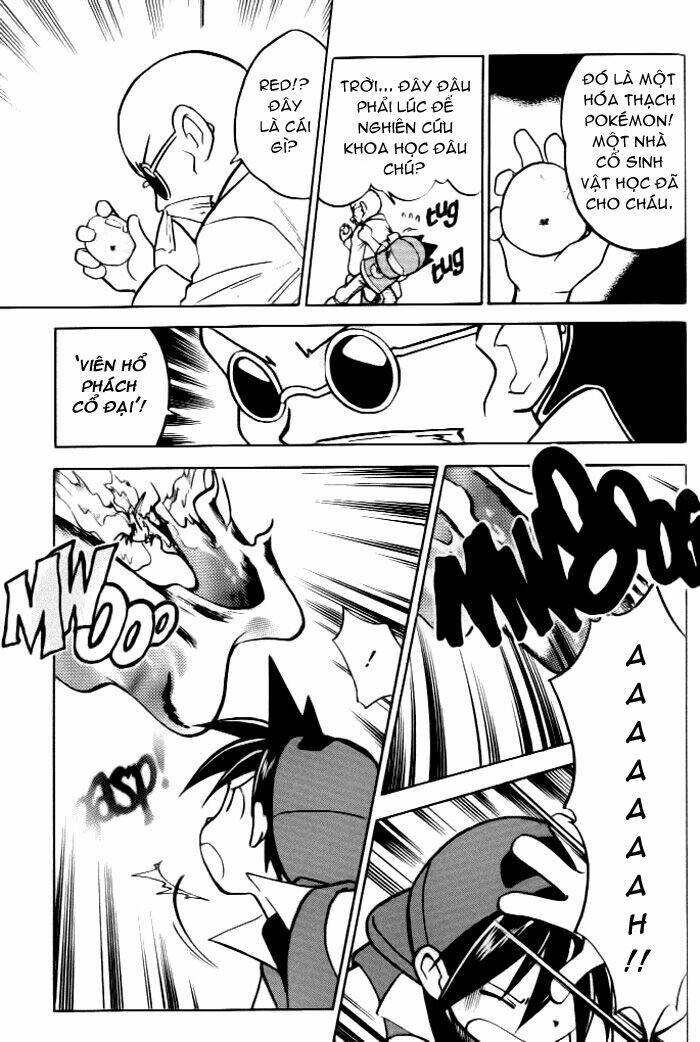 RED!?
ĐÂY
LÀ CÁI
GÌ?
TRỜI... ĐÂY ĐÂU
PHẢI LÚC ĐỂ
NGHIÊN CỨU
KHOA HỌC ĐÂU
CHÚ?
tug
tug
ĐÓ LÀ MỘT
HÓA THẠCH
POKÉMON!
MỘT NHÀ
CỔ SINH
VẬT HỌC ĐÃ
CHO CHÁU.
'VIÊN HỔ
PHÁCH
CỔ ĐẠI'!
MWOOO
!
gasp!
A
A
A
A
A
A
A
H
!!